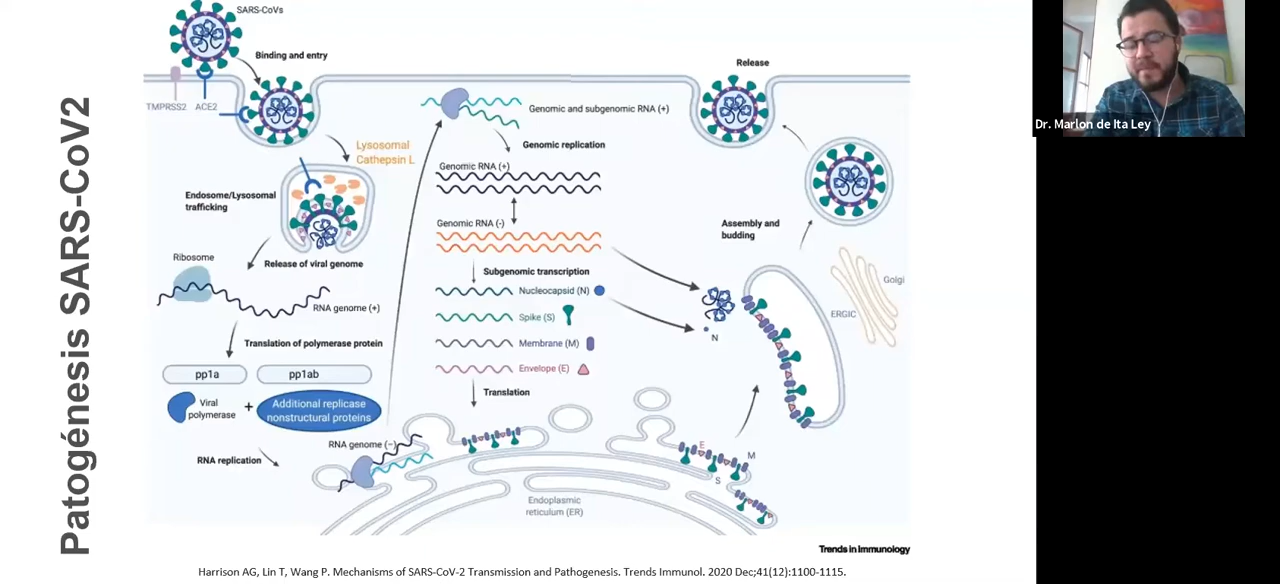 Patogénesis SARS-CoV2
SARS-CoVs
Binding and entry
TMPRSS2
ACE2
Lysosomal
Cathepsin L
Endosome/Lysosomal
trafficking
Release of viral genome
Ribosome
RNA genome (+)
Translation of polymerase protein
pp1a
pp1ab
Viral
polymerase
+
Additional replicase
nonstructural proteins
RNA replication
RNA genome (−)
Genomic and subgenomic RNA (+)
Genomic replication
Genomic RNA (+)
Genomic RNA (-)
Subgenomic transcription
Nucleocapsid (N)
Spike (S)
Membrane (M)
Envelope (E)
Translation
Endoplasmic
reticulum (ER)
E
M
S
N
Assembly and
budding
ERGIC
Golgi
Release
Trends in Immunology
Harrison AG, Lin T, Wang P. Mechanisms of SARS-CoV-2 Transmission and Pathogenesis. Trends Immunol. 2020 Dec;41(12):1100-1115.
Dr. Marlon de Ita Ley